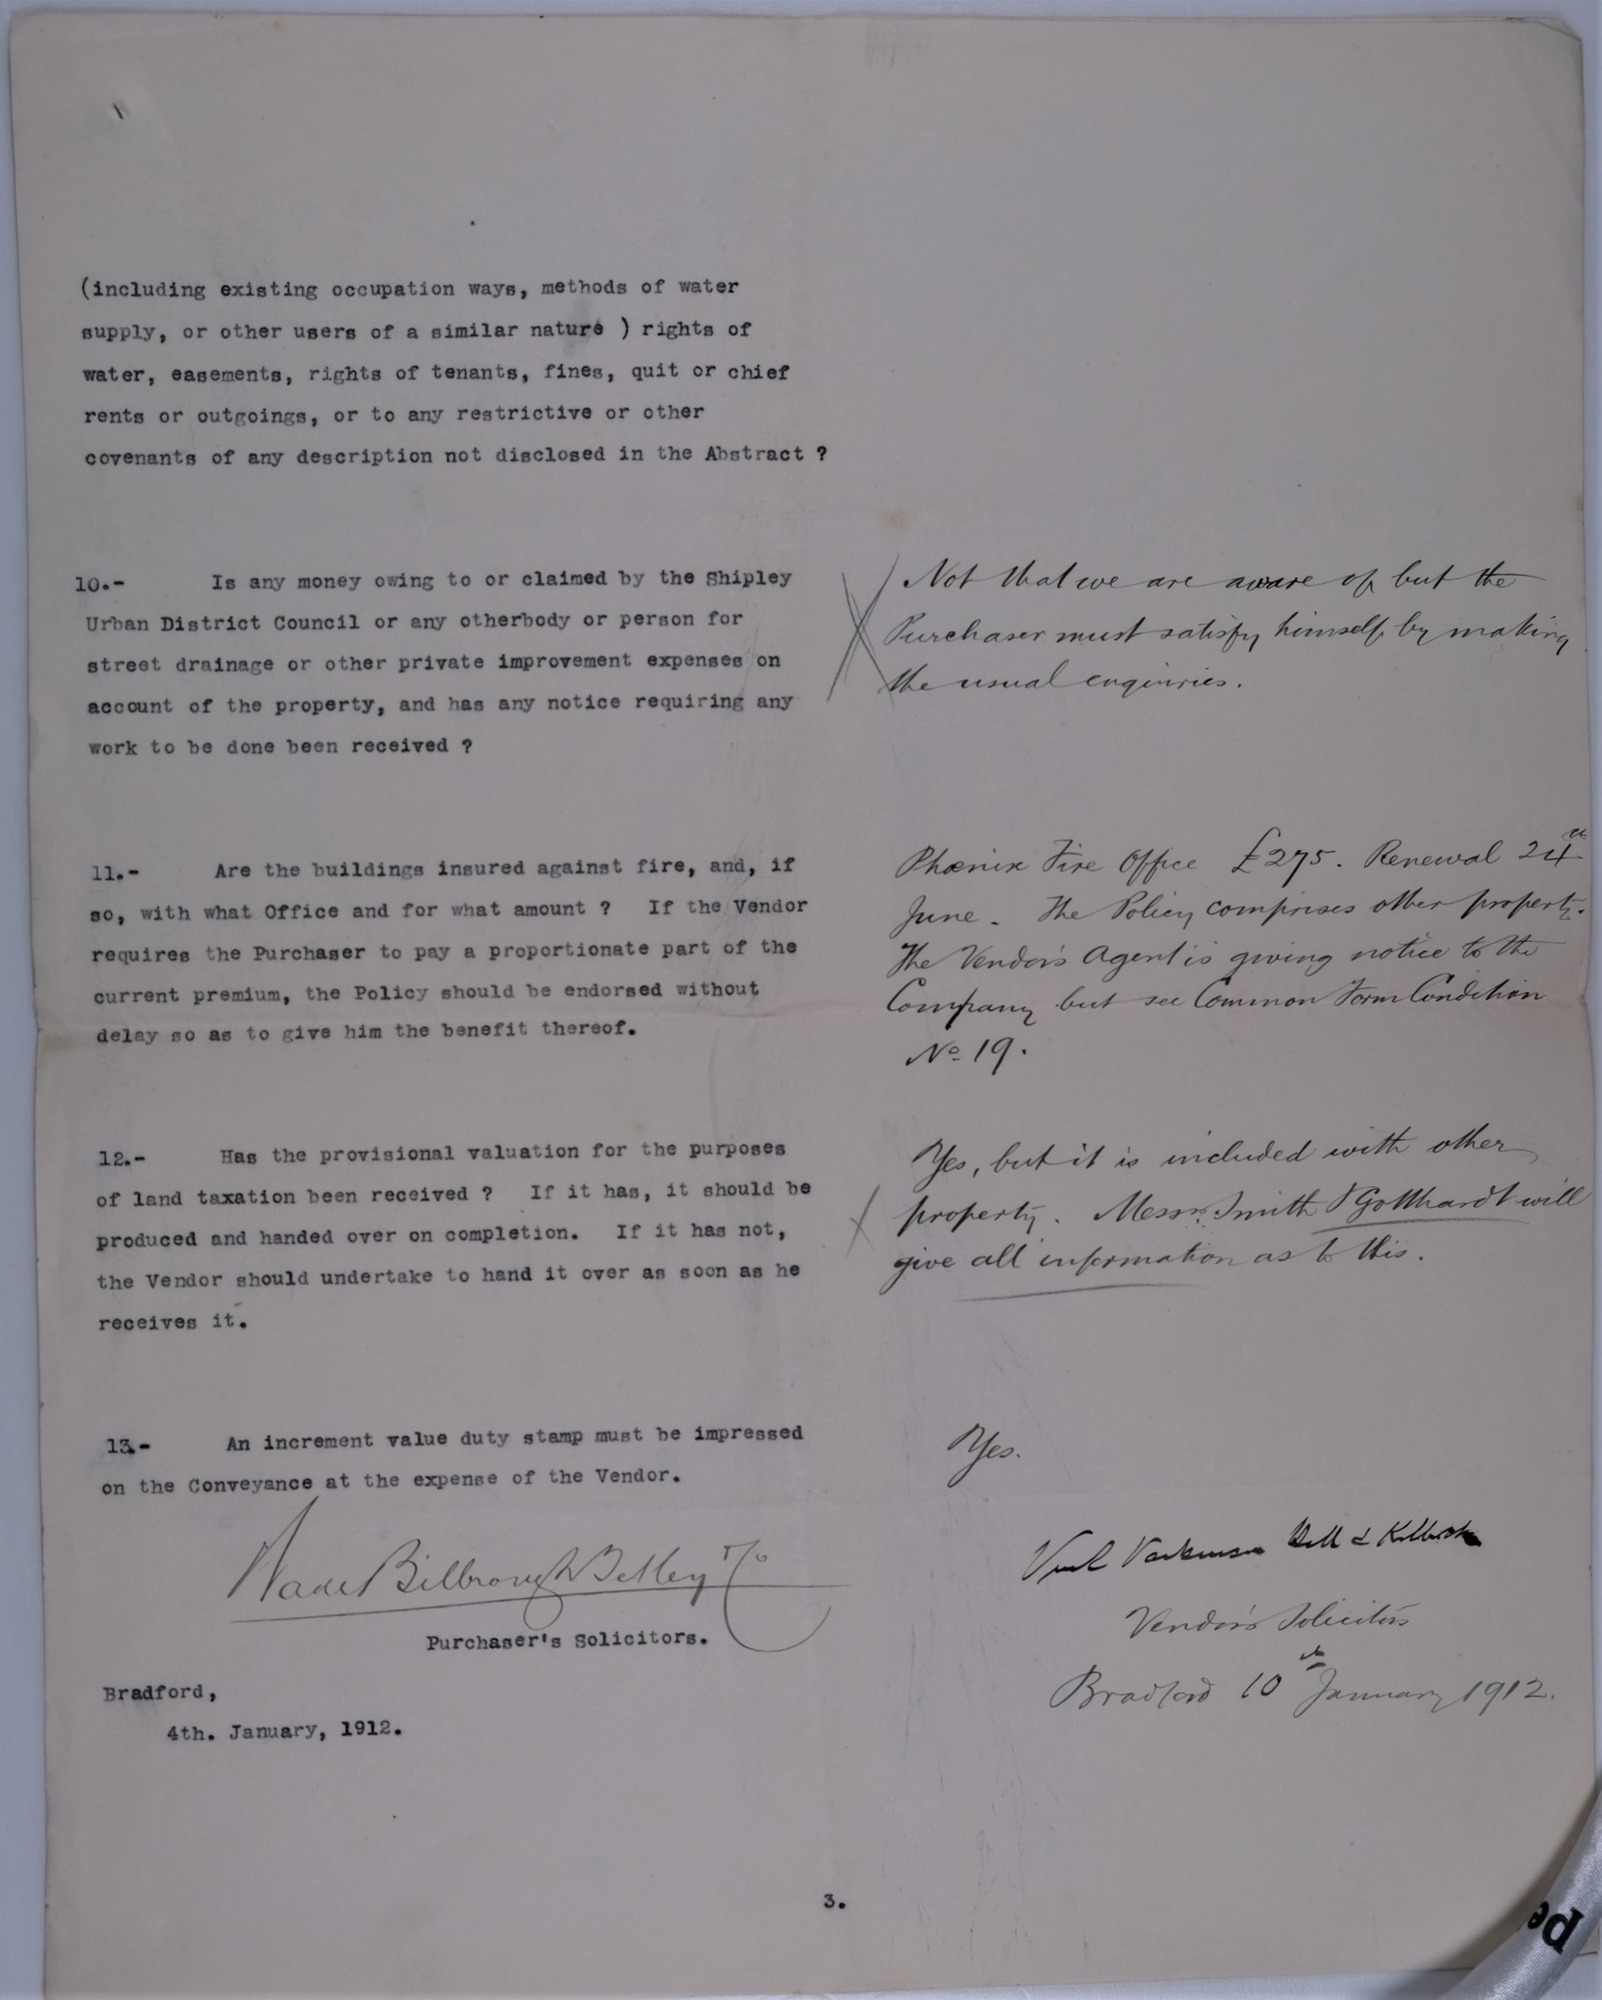 (including existing occupation ways, methods of water
supply, or other users of a similar nature ) rights of
water, easements, rights of tenants, fines, quit or chief
rents or outgoings, or to any restrictive or other
covenants of any description not disclosed in the Abstract ?
10.- Is any money owing to or claimed by the Shipley
Urban District Council or any otherbody or person for
street drainage or other private improvement expenses on
account of the property, and has any notice requiring any
work to be done been received ?
Not that we are aware of but the
Purchaser must satisfy himself by making
the usual enquiries.
11.- Are the buildings insured against fire, and, if
so, with what Office and for what amount ? If the Vendor
requires the Purchaser to pay a proportionate part of the
current premium, the Policy should be endorsed without
delay so as to give him the benefit thereof.
Phœnix Fire Office £275. Renewal 24th
June. The Policy comprises other property.
The Vendor's Agent is giving notice to the
Company but see Common Form Condition
No. 19.
12.- Has the provisional valuation for the purposes
of land taxation been received ? If it has, it should be
produced and handed over on completion. If it has not,
the Vendor should undertake to hand it over as soon as he
receives it.
Yes, but it is included with other
property. Messrs. Smith & Gotthardt will
give all information as to this.
13.- An increment value duty stamp must be impressed
on the Conveyance at the expense of the Vendor.
Yes.
Wade Bilbrough Tetley & Co
Purchaser's Solicitors.
Bradford,
4th. January, 1912.
Parkinson &
Vendor's Solicitors
Bradford 10th January 1912.
3.